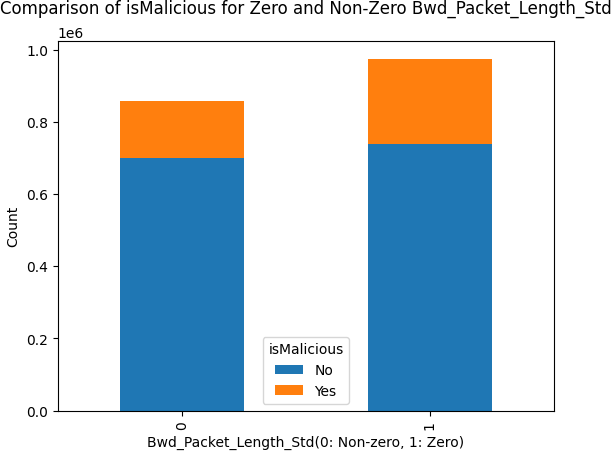 Comparison of isMalicious for Zero and Non-Zero Bwd_Packet_Length_Std
1e6
1.0
0.8
0.6
0.4
0.2
0.0
Count
isMalicious
No
Yes
0
1
Bwd_Packet_Length_Std(0: Non-zero, 1: Zero)